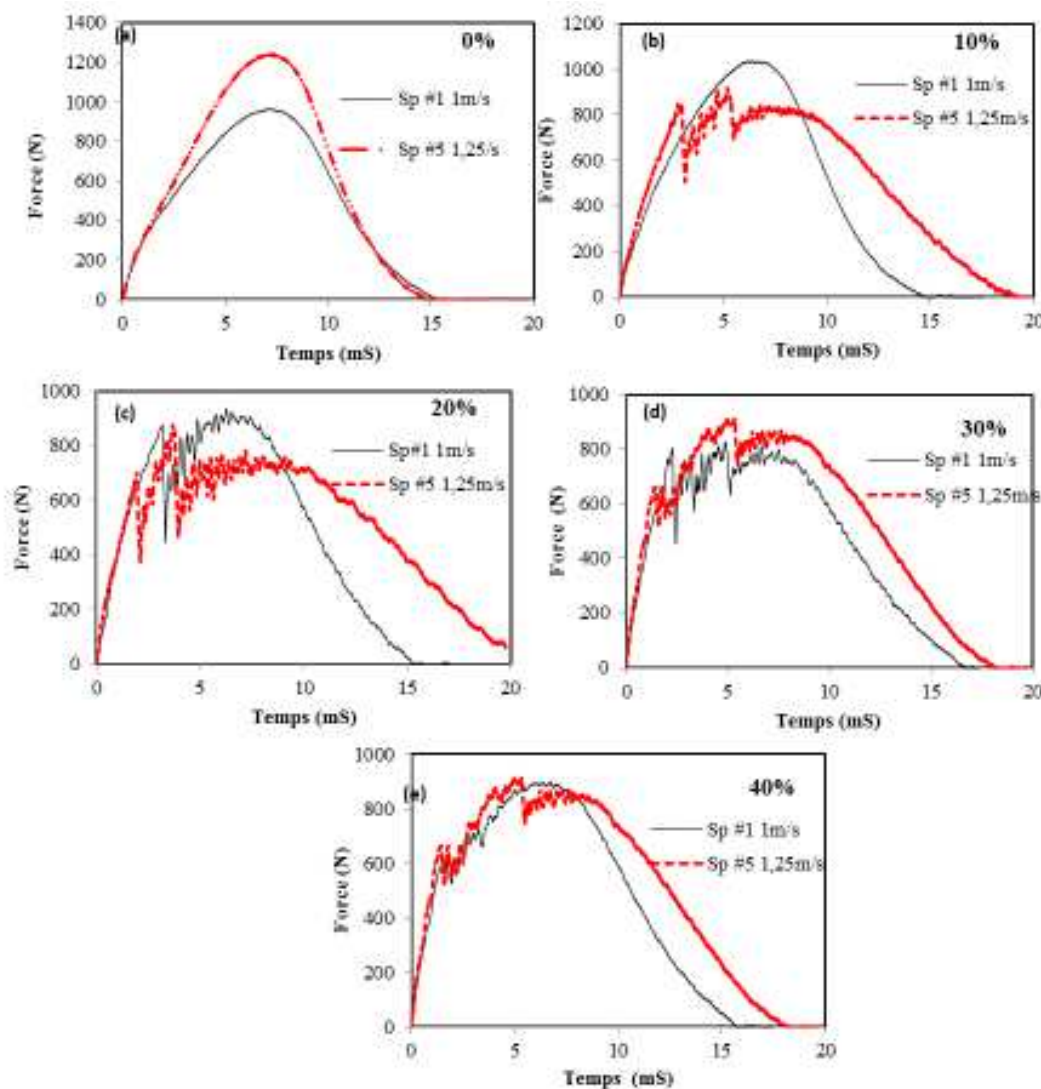 (a)
0%
1400
1200
1000
800
600
400
200
0
Force (N)
Sp #1 1m/s
Sp #5 1,25/s
0 5 10 15 20
Temps (mS)
(b)
10%
1200
1000
800
600
400
200
0
Force (N)
Sp #1 1m/s
Sp #5 1,25m/s
0 5 10 15 20
Temps (mS)
(c)
20%
1000
800
600
400
200
0
Force (N)
Sp#1 1m/s
Sp #5 1,25m/s
0 5 10 15 20
Temps (mS)
(d)
30%
1000
800
600
400
200
0
Force (N)
Sp #1 1m/s
Sp #5 1,25m/s
0 5 10 15 20
Temps (mS)
(e)
40%
1000
800
600
400
200
0
Force (N)
Sp #1 1m/s
Sp #5 1,25m/s
0 5 10 15 20
Temps (mS)